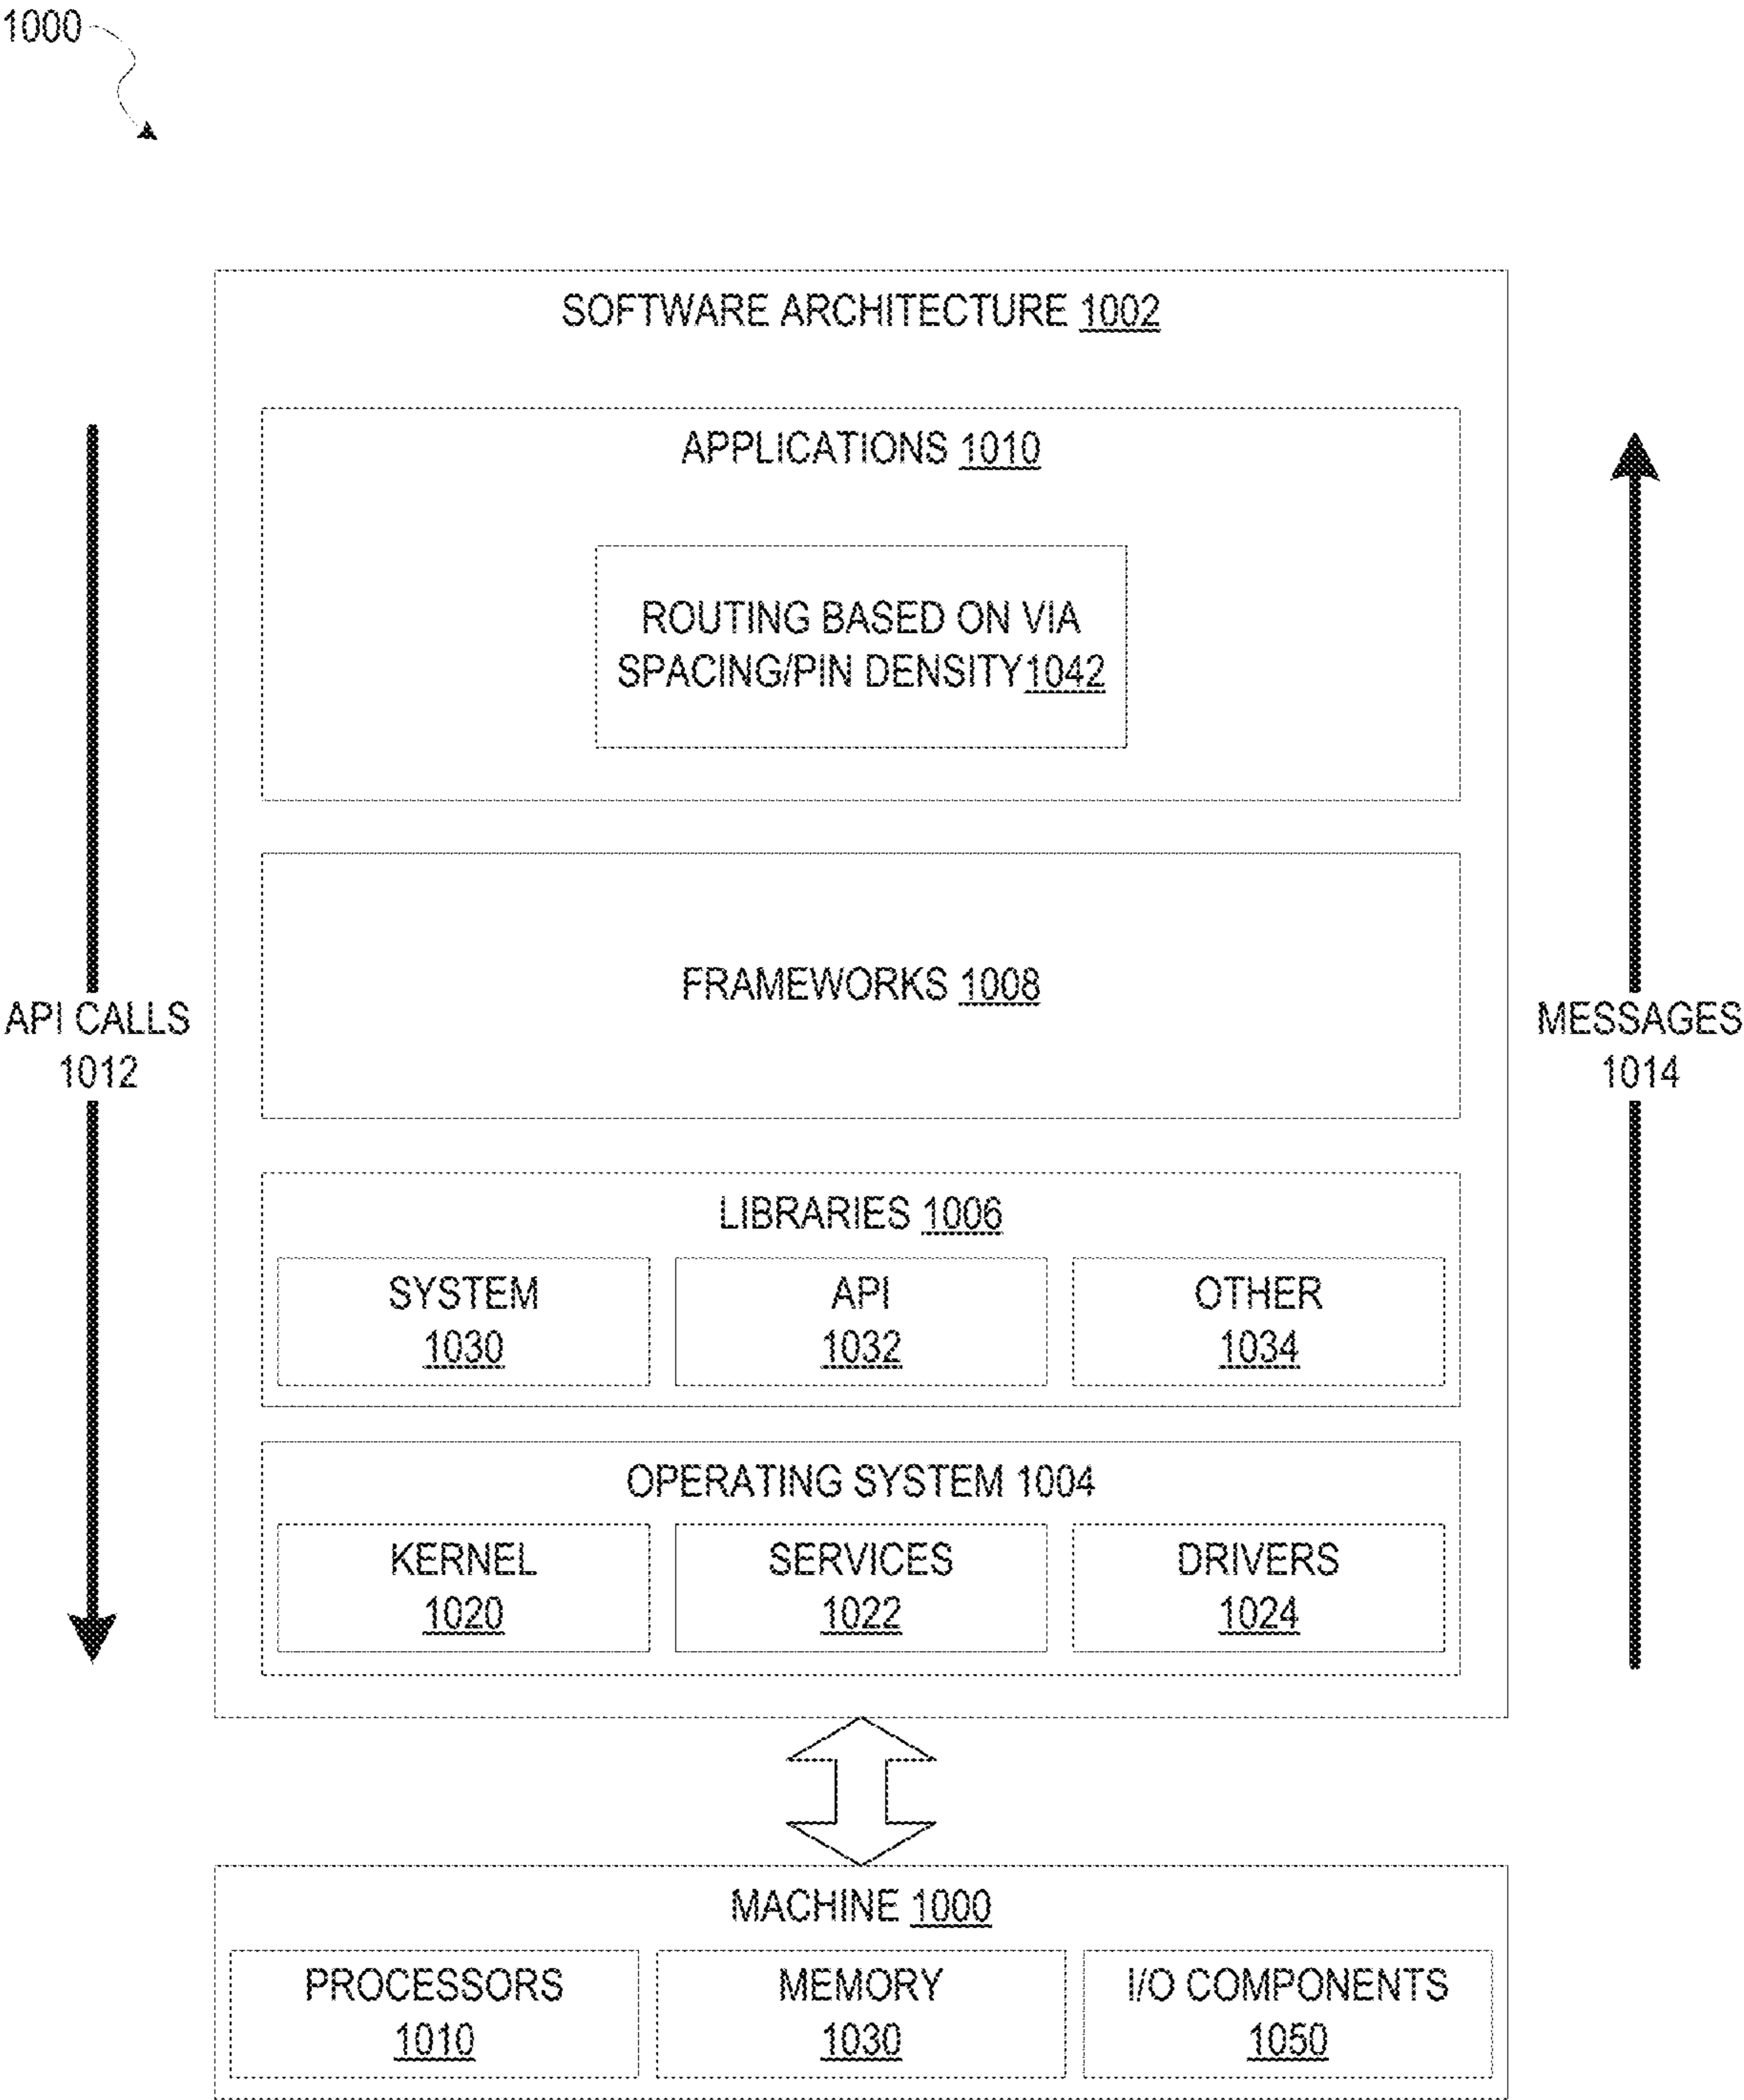 1000
SOFTWARE ARCHITECTURE 1002
APPLICATIONS 1010
ROUTING BASED ON VIA
SPACING/PIN DENSITY1042
FRAMEWORKS 1008
API CALLS
1012
MESSAGES
1014
LIBRARIES 1006
SYSTEM
1030
API
1032
OTHER
1034
OPERATING SYSTEM 1004
KERNEL
1020
SERVICES
1022
DRIVERS
1024
MACHINE 1000
PROCESSORS
1010
MEMORY
1030
I/O COMPONENTS
1050